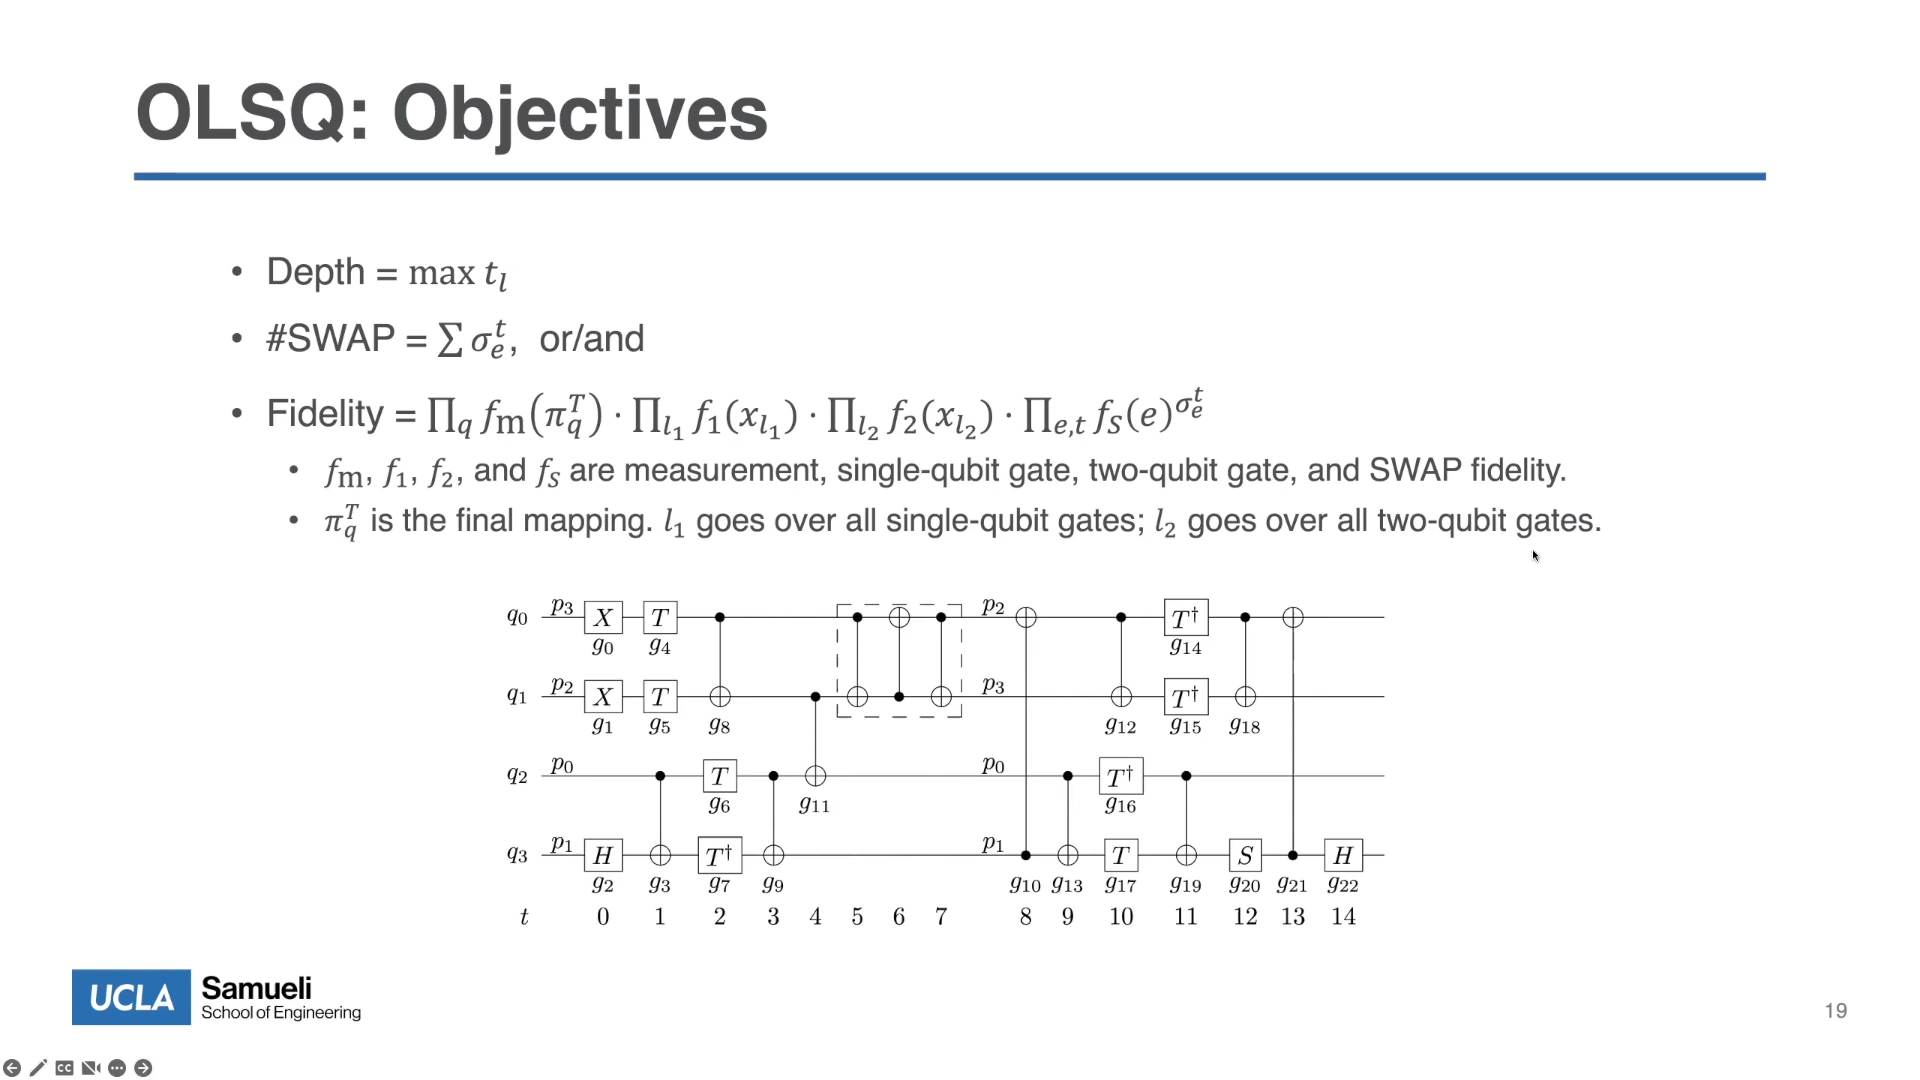 OLSQ: Objectives
• Depth = max t_l
• #SWAP = ∑ σ_e^t, or/and
• Fidelity = ∏_q f_m(π_q^T) · ∏_{l_1} f_1(x_{l_1}) · ∏_{l_2} f_2(x_{l_2}) · ∏_{e,t} f_S(e)^{σ_e^t}
• f_m, f_1, f_2, and f_S are measurement, single-qubit gate, two-qubit gate, and SWAP fidelity.
• π_q^T is the final mapping. l_1 goes over all single-qubit gates; l_2 goes over all two-qubit gates.
q_0 p_3 X T p_2 T†
g_0 g_4 g_14
q_1 p_2 X T p_3 T†
g_1 g_5 g_8 g_12 g_15 g_18
q_2 p_0 T p_0 T†
g_6 g_11 g_16
q_3 p_1 H T† p_1 T S H
g_2 g_3 g_7 g_9 g_10 g_13 g_17 g_19 g_20 g_21 g_22
t 0 1 2 3 4 5 6 7 8 9 10 11 12 13 14
UCLA Samueli
School of Engineering
19
CC